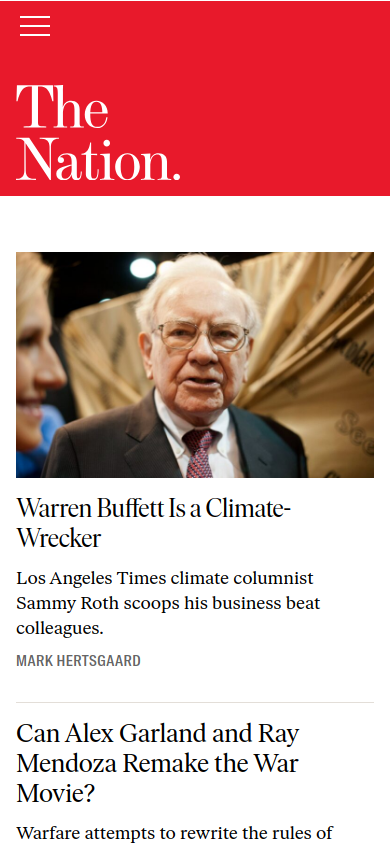 The
Nation.
Warren Buffett Is a Climate-
Wrecker
Los Angeles Times climate columnist
Sammy Roth scoops his business beat
colleagues.
MARK HERTSGAARD
Can Alex Garland and Ray
Mendoza Remake the War
Movie?
Warfare attempts to rewrite the rules of